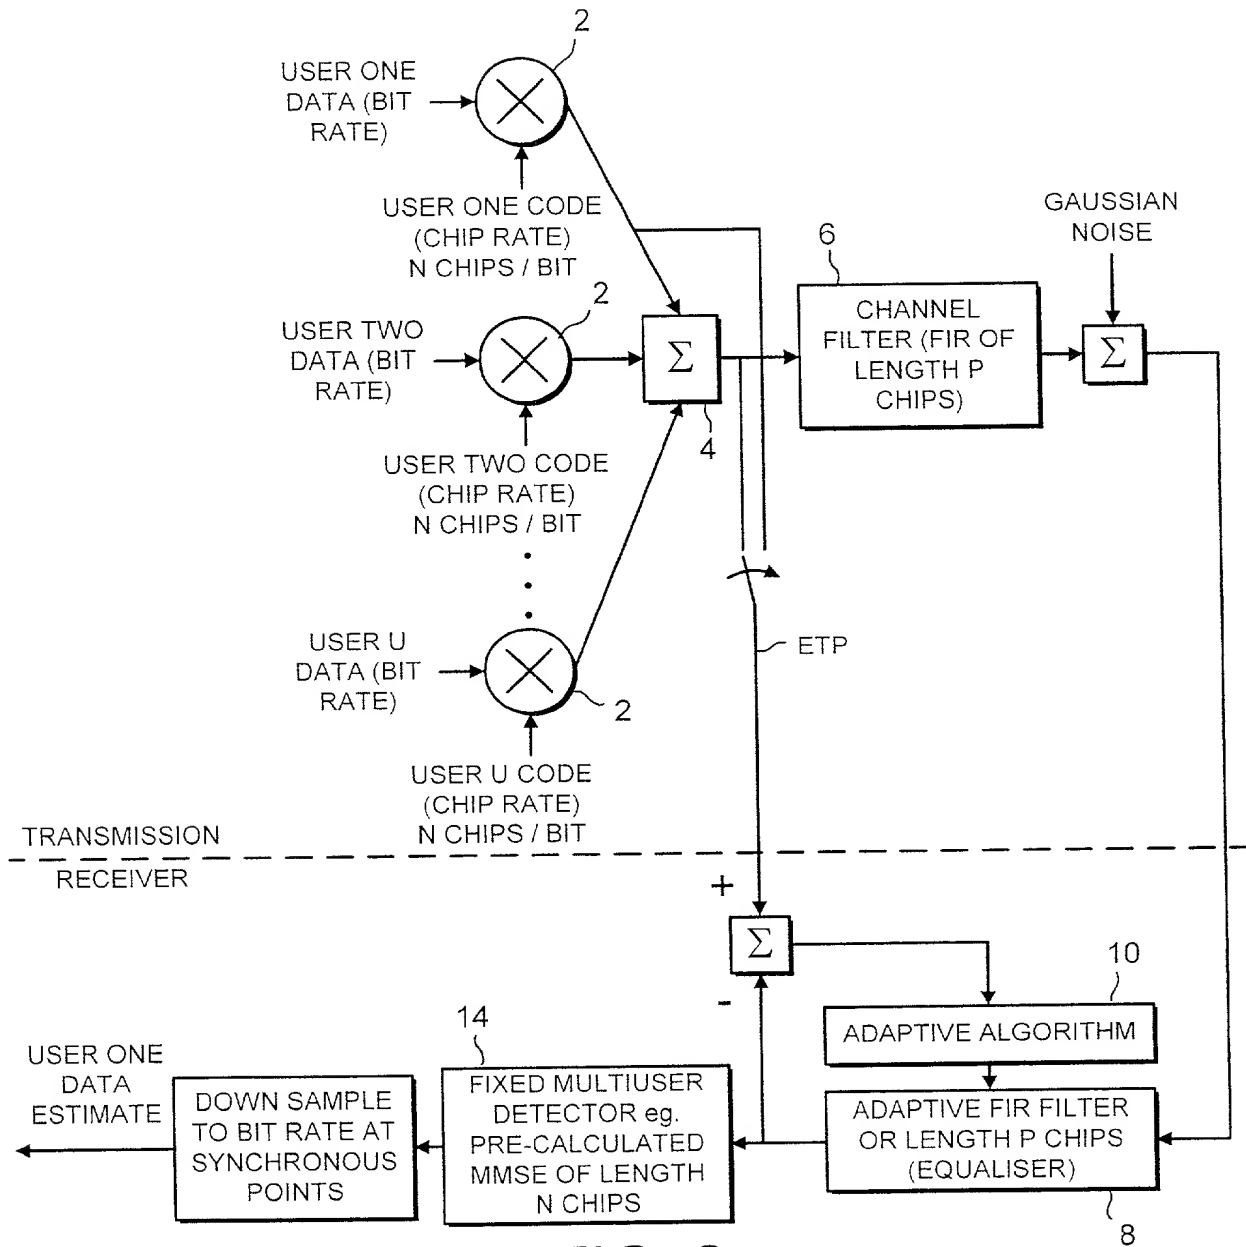 2
USER ONE
DATA (BIT
RATE)
USER ONE CODE
(CHIP RATE)
N CHIPS / BIT
GAUSSIAN
NOISE
6
2
USER TWO
DATA (BIT
RATE)
Σ
CHANNEL
FILTER (FIR OF
LENGTH P
CHIPS)
Σ
4
USER TWO CODE
(CHIP RATE)
N CHIPS / BIT
ETP
USER U
DATA (BIT
RATE)
2
USER U CODE
(CHIP RATE)
N CHIPS / BIT
TRANSMISSION
RECEIVER
+
Σ
-
10
ADAPTIVE ALGORITHM
14
USER ONE
DATA
ESTIMATE
DOWN SAMPLE
TO BIT RATE AT
SYNCHRONOUS
POINTS
FIXED MULTIUSER
DETECTOR eg.
PRE-CALCULATED
MMSE OF LENGTH
N CHIPS
ADAPTIVE FIR FILTER
OR LENGTH P CHIPS
(EQUALISER)
8